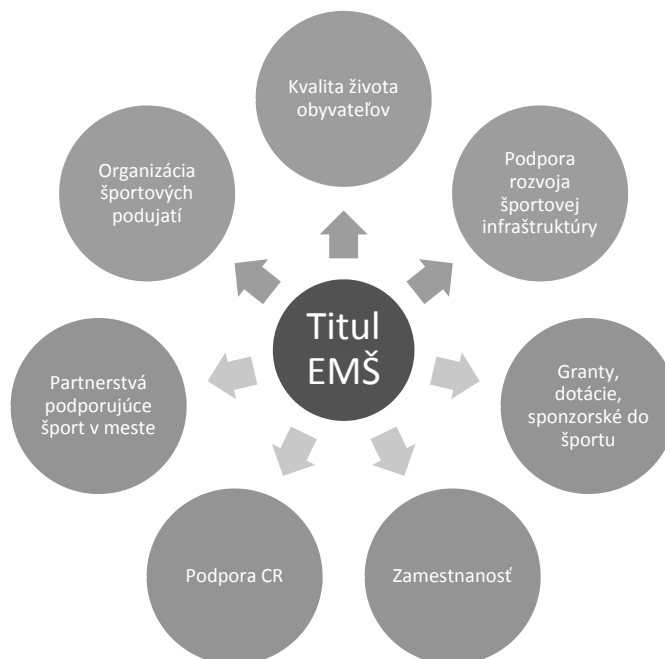 Kvalita života
obyvateľov
Podpora
rozvoja
športovej
infraštruktúry
Granty,
dotácie,
sponzorské do
športu
Zamestnanosť
Podpora CR
Partnerstvá
podporujúce
šport v meste
Organizácia
športových
podujatí
Titul
EMŠ